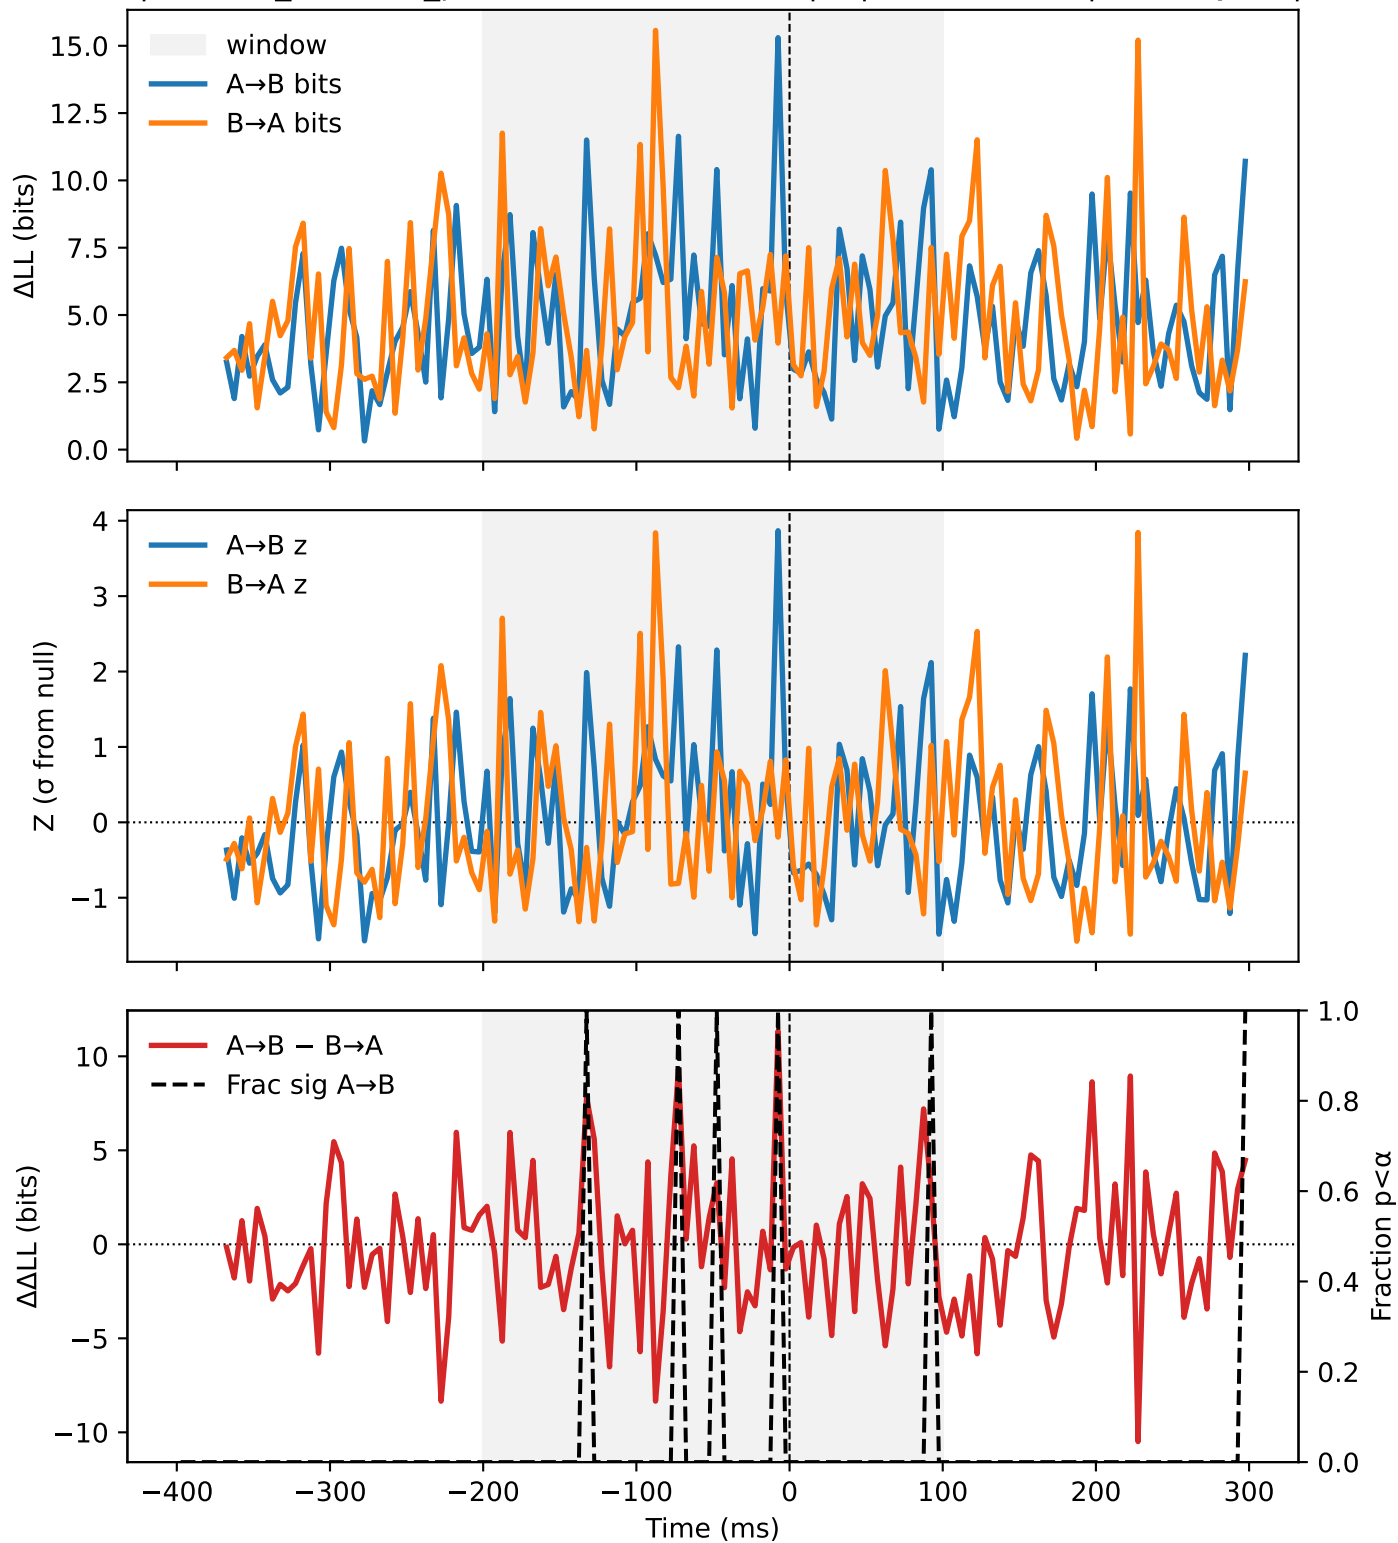 window
A→B bits
B→A bits
ΔLL (bits)
15.0
12.5
10.0
7.5
5.0
2.5
0.0
A→B z
B→A z
Z (σ from null)
4
3
2
1
0
−1
A→B − B→A
Frac sig A→B
ΔΔLL (bits)
10
5
0
−5
−10
1.0
0.8
0.6
0.4
0.2
0.0
Fraction p<α
−400 −300 −200 −100 0 100 200 300
Time (ms)